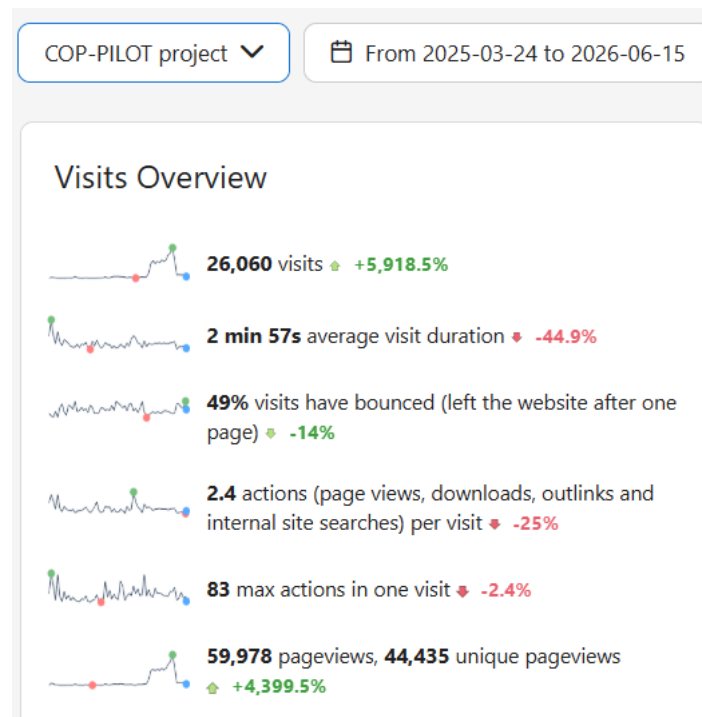 COP-PILOT project
From 2025-03-24 to 2026-06-15
Visits Overview
26,060 visits +5,918.5%
2 min 57s average visit duration -44.9%
49% visits have bounced (left the website after one
page) -14%
2.4 actions (page views, downloads, outlinks and
internal site searches) per visit -25%
83 max actions in one visit -2.4%
59,978 pageviews, 44,435 unique pageviews
+4,399.5%